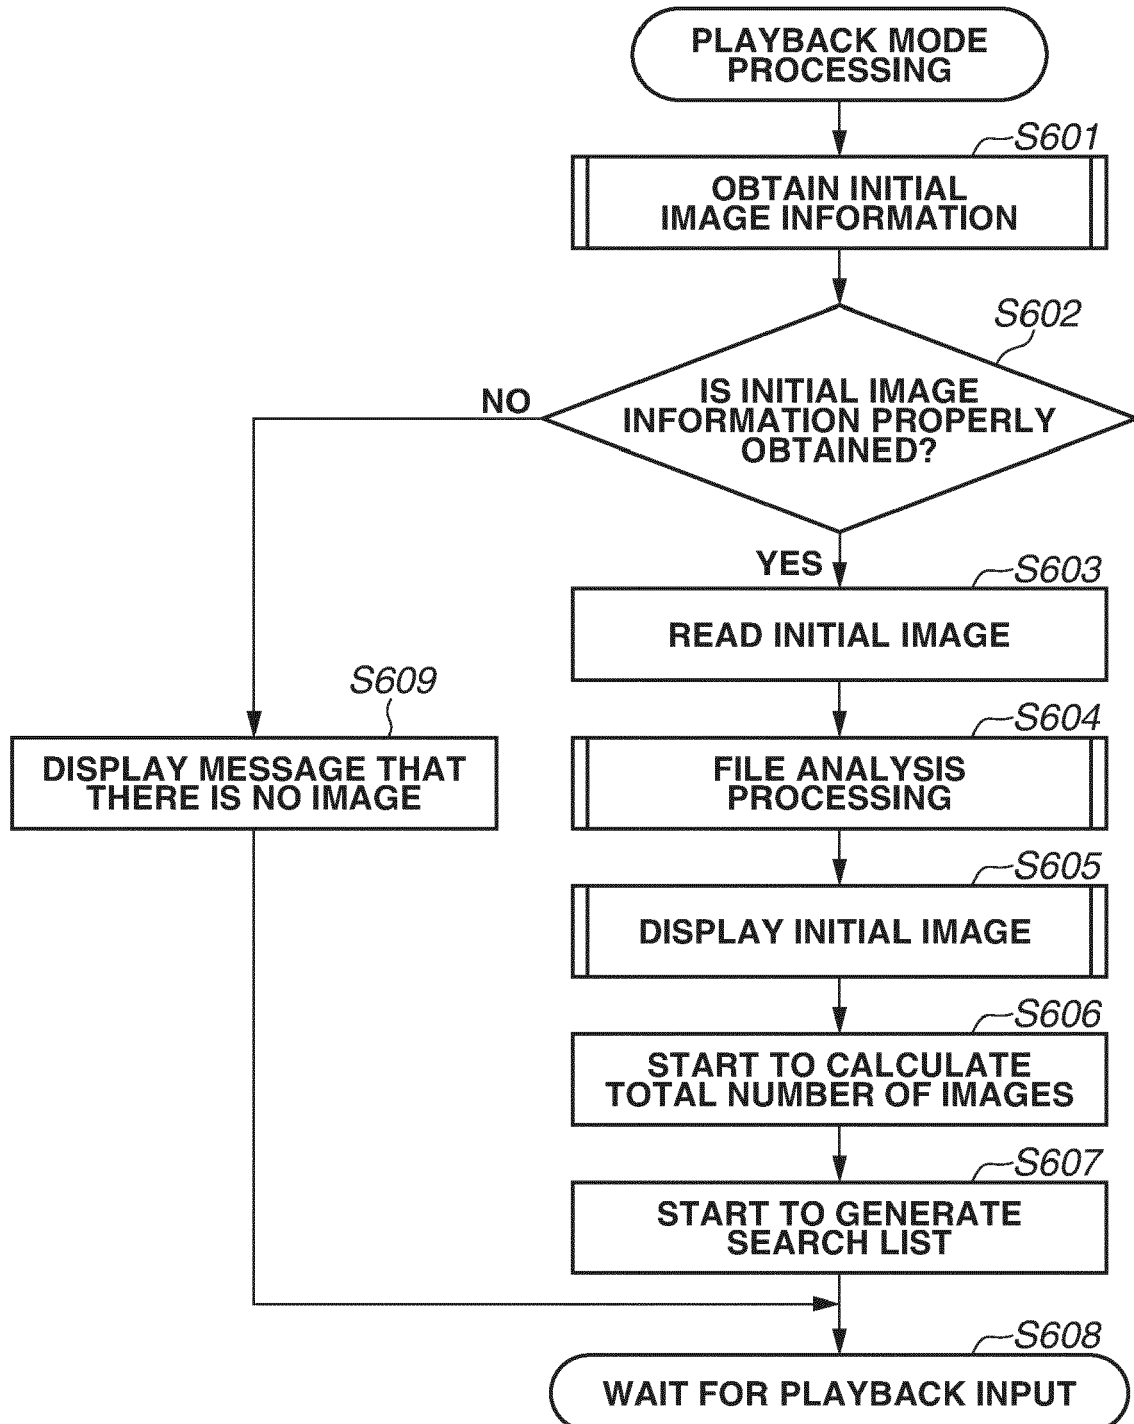 PLAYBACK MODE
PROCESSING
S601
OBTAIN INITIAL
IMAGE INFORMATION
S602
IS INITIAL IMAGE
INFORMATION PROPERLY
OBTAINED?
NO
YES
S603
READ INITIAL IMAGE
S609
DISPLAY MESSAGE THAT
THERE IS NO IMAGE
S604
FILE ANALYSIS
PROCESSING
S605
DISPLAY INITIAL IMAGE
S606
START TO CALCULATE
TOTAL NUMBER OF IMAGES
S607
START TO GENERATE
SEARCH LIST
S608
WAIT FOR PLAYBACK INPUT